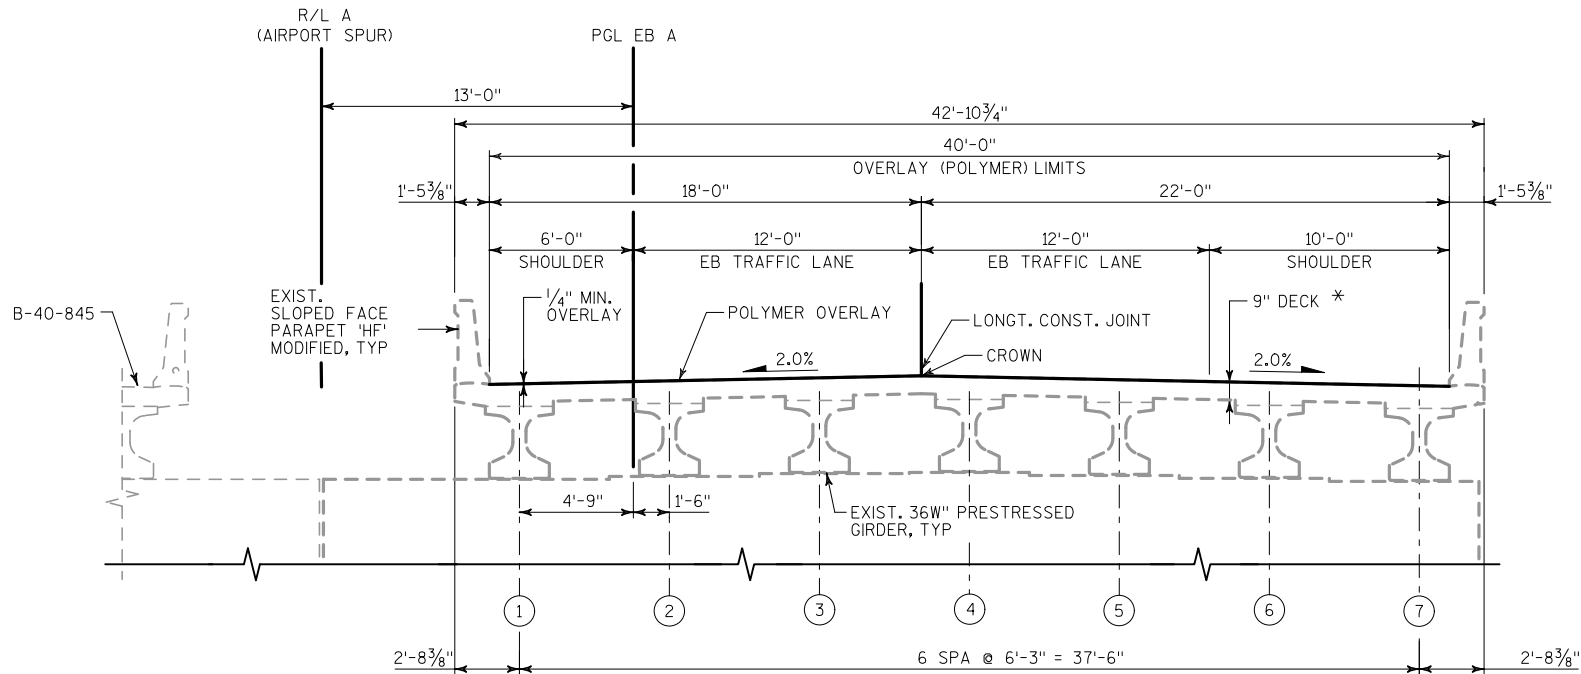 R/L A
(AIRPORT SPUR)
PGL EB A
13'-0"
42'-10¾"
40'-0"
OVERLAY (POLYMER) LIMITS
1'-5⅜"
18'-0"
22'-0"
1'-5⅜"
6'-0"
SHOULDER
12'-0"
EB TRAFFIC LANE
12'-0"
EB TRAFFIC LANE
10'-0"
SHOULDER
B-40-845
EXIST.
SLOPED FACE
PARAPET 'HF'
MODIFIED, TYP
¼" MIN.
OVERLAY
POLYMER OVERLAY
LONGT. CONST. JOINT
CROWN
9" DECK *
2.0%
2.0%
4'-9"
1'-6"
EXIST. 36W" PRESTRESSED
GIRDER, TYP
1
2
3
4
5
6
7
2'-8⅜"
6 SPA @ 6'-3" = 37'-6"
2'-8⅜"